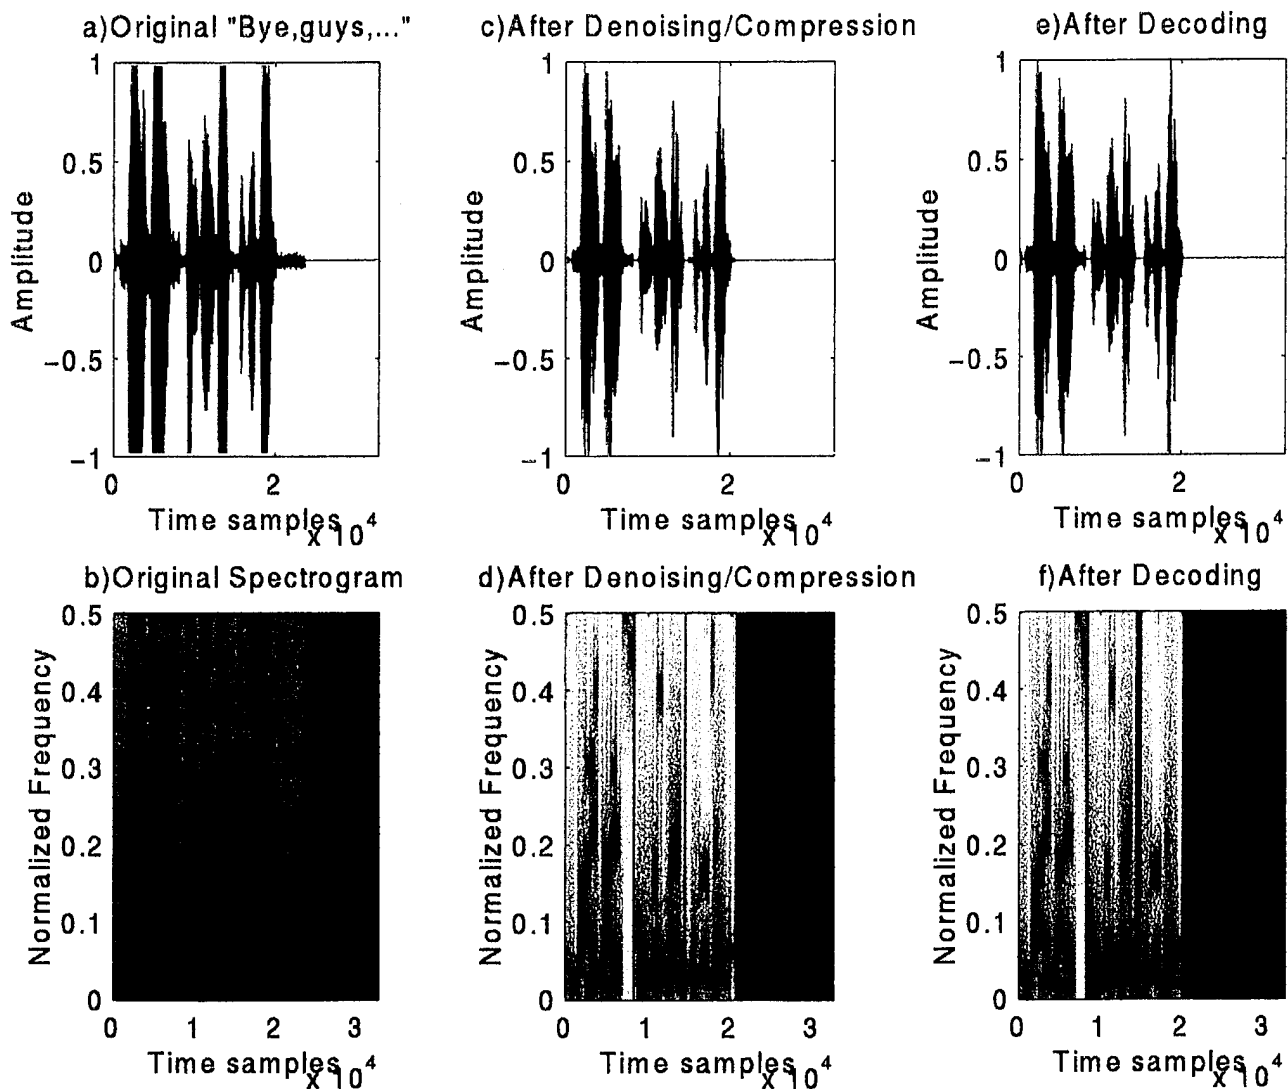 a)Original "Bye,guys,..."
1
0.5
0
−0.5
−1
Amplitude
0 2
Time samples x 10^4
c)After Denoising/Compression
1
0.5
0
−0.5
−1
Amplitude
0 2
Time samples x 10^4
e)After Decoding
1
0.5
0
−0.5
−1
Amplitude
0 2
Time samples x 10^4
b)Original Spectrogram
0.5
0.4
0.3
0.2
0.1
0
Normalized Frequency
0 1 2 3
Time samples x 10^4
d)After Denoising/Compression
0.5
0.4
0.3
0.2
0.1
0
Normalized Frequency
0 1 2 3
Time samples x 10^4
f)After Decoding
0.5
0.4
0.3
0.2
0.1
0
Normalized Frequency
0 1 2 3
Time samples x 10^4